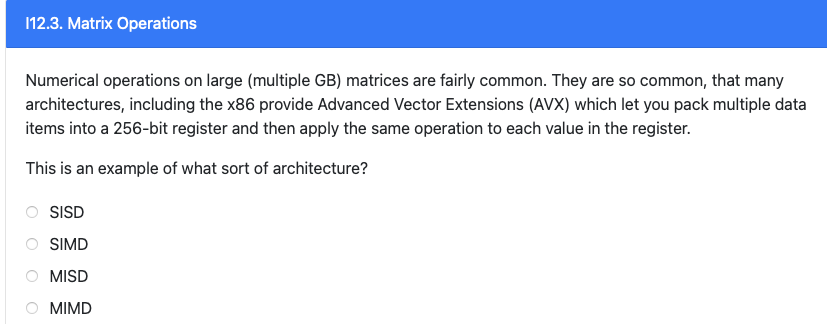 I12.3. Matrix Operations
Numerical operations on large (multiple GB) matrices are fairly common. They are so common, that many
architectures, including the x86 provide Advanced Vector Extensions (AVX) which let you pack multiple data
items into a 256-bit register and then apply the same operation to each value in the register.
This is an example of what sort of architecture?
SISD
SIMD
MISD
MIMD